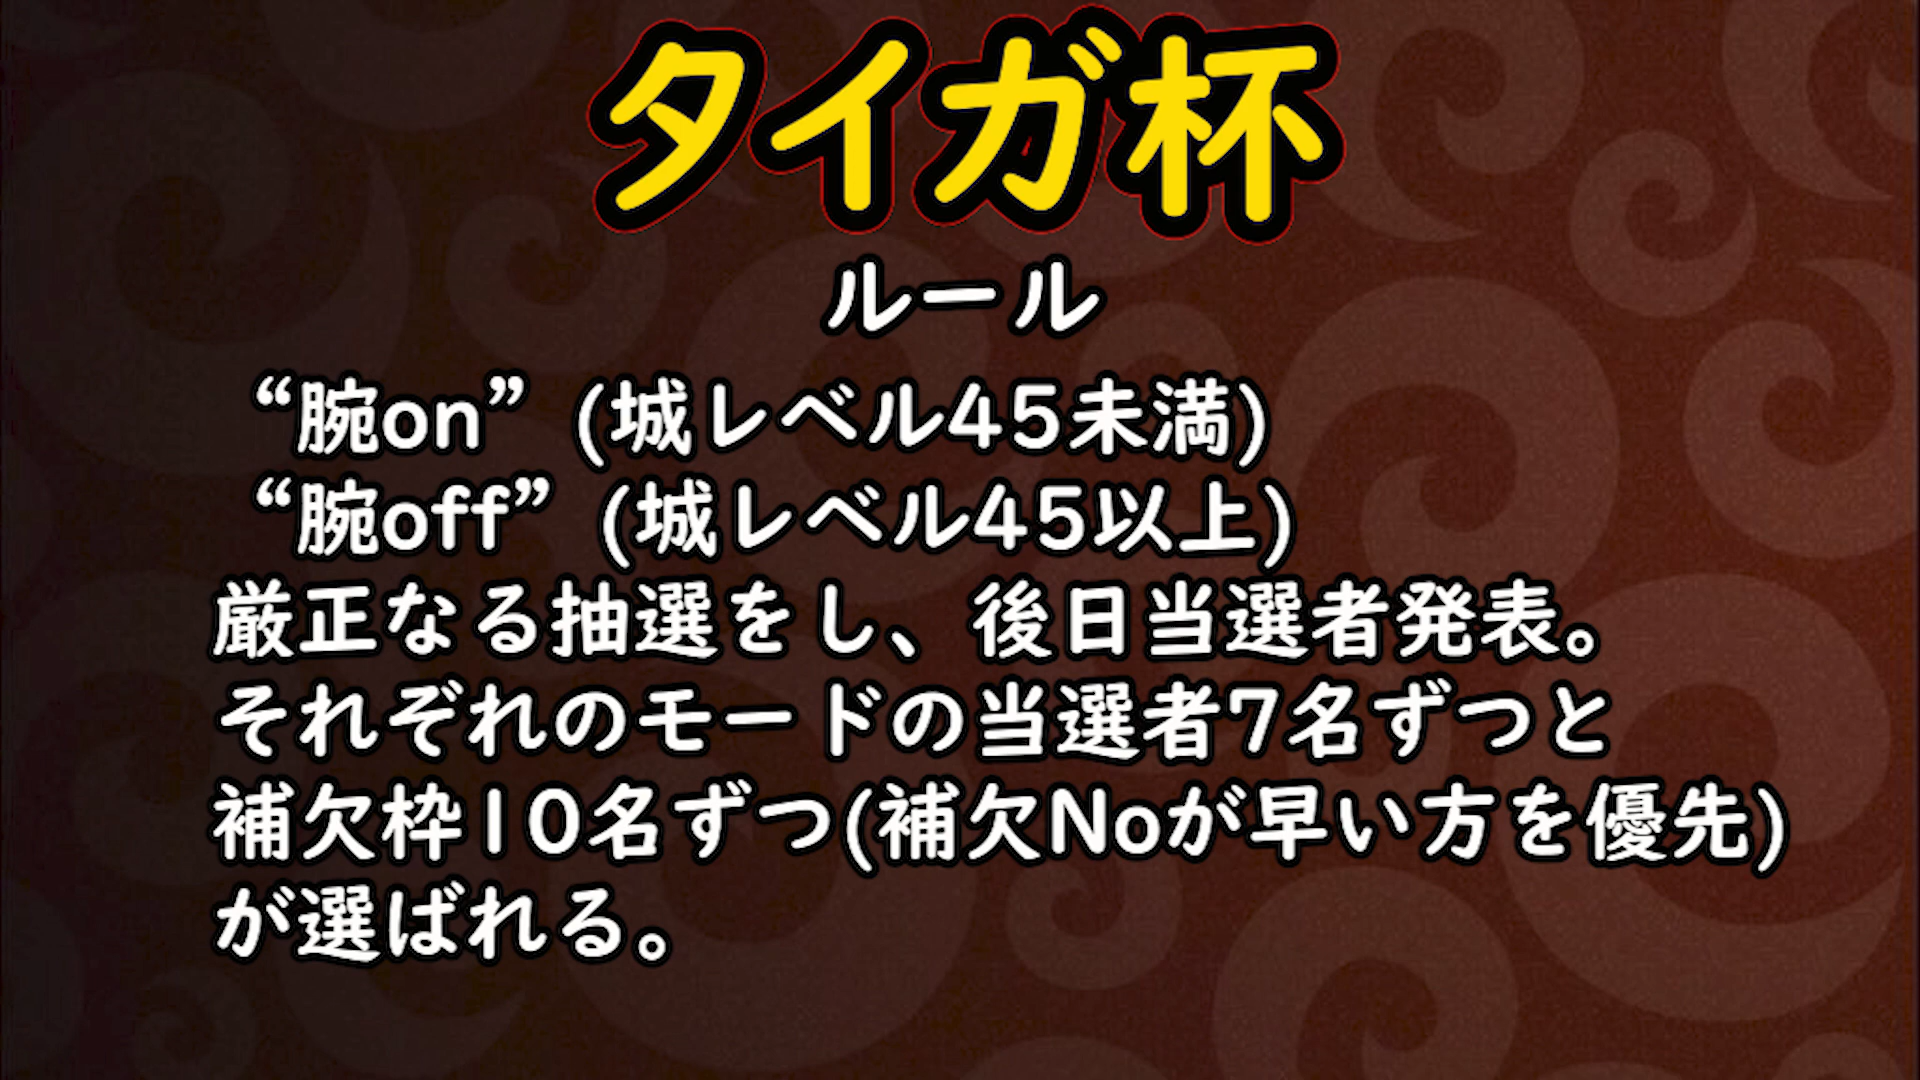 タイガ杯
ルール
“腕on”(城レベル45未満)
“腕off”(城レベル45以上)
厳正なる抽選をし、後日当選者発表。
それぞれのモードの当選者7名ずつと
補欠枠10名ずつ(補欠Noが早い方を優先)
が選ばれる。